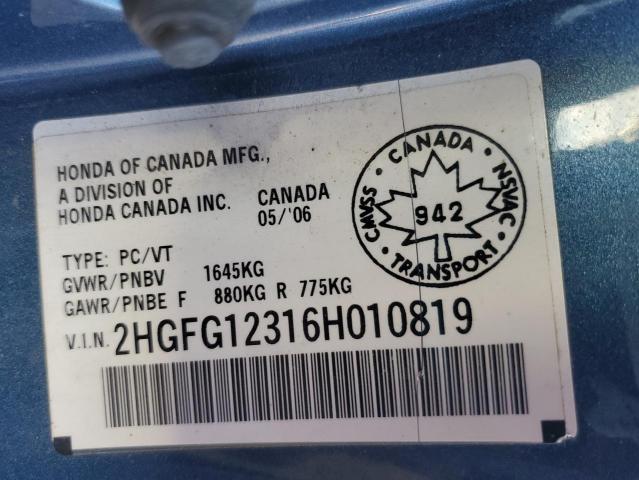 HONDA OF CANADA MFG.,
A DIVISION OF
HONDA CANADA INC. CANADA
05/'06
TYPE: PC/VT
GVWR/PNBV 1645KG
GAWR/PNBE F 880KG R 775KG
V.I.N. 2HGFG12316H010819
CMVSS • CANADA • NSVAC
942
• TRANSPORT •